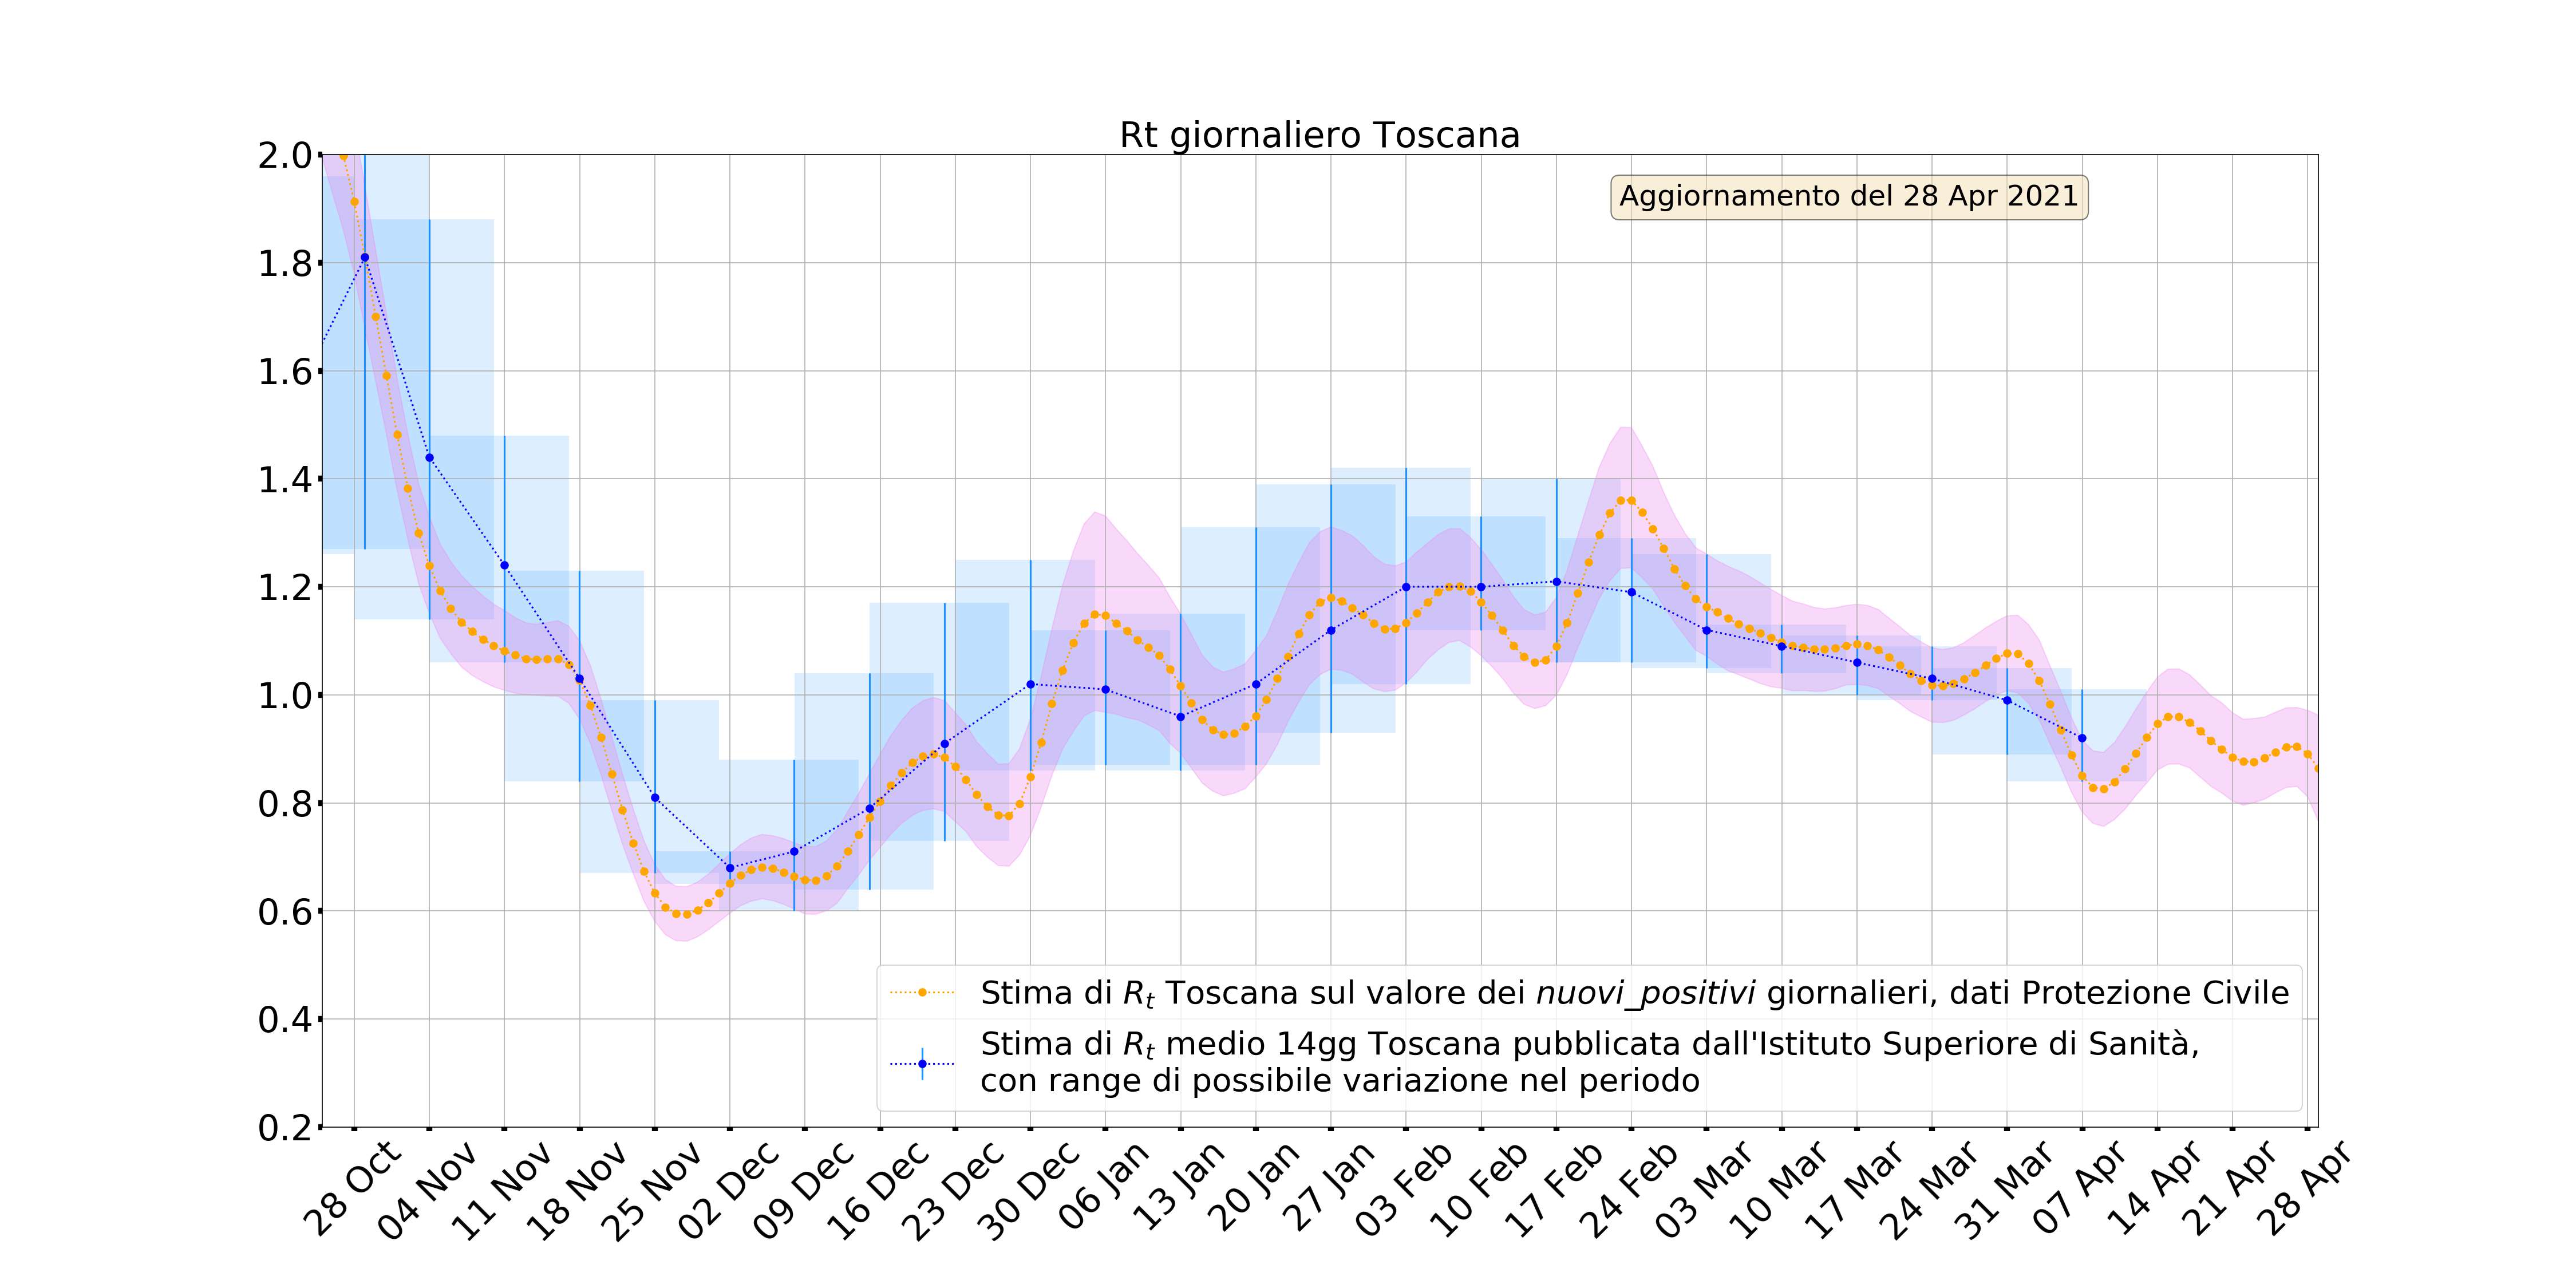 Rt giornaliero Toscana
2.0
1.8
1.6
1.4
1.2
1.0
0.8
0.6
0.4
0.2
Aggiornamento del 28 Apr 2021
Stima di Rt Toscana sul valore dei nuovi_positivi giornalieri, dati Protezione Civile
Stima di Rt medio 14gg Toscana pubblicata dall'Istituto Superiore di Sanità,
con range di possibile variazione nel periodo
28 Oct
04 Nov
11 Nov
18 Nov
25 Nov
02 Dec
09 Dec
16 Dec
23 Dec
30 Dec
06 Jan
13 Jan
20 Jan
27 Jan
03 Feb
10 Feb
17 Feb
24 Feb
03 Mar
10 Mar
17 Mar
24 Mar
31 Mar
07 Apr
14 Apr
21 Apr
28 Apr